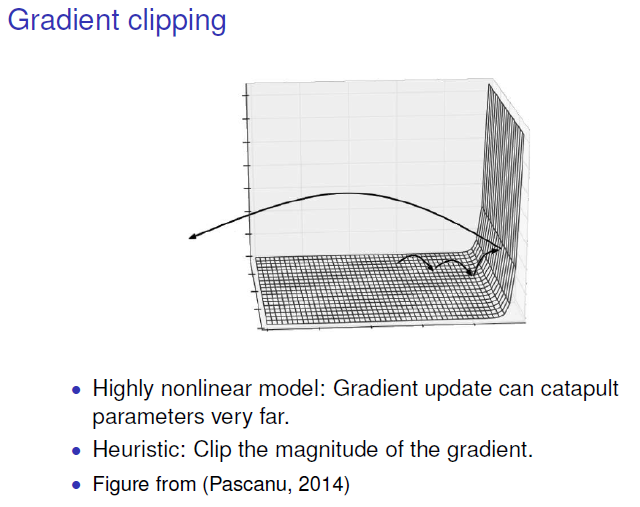 Gradient clipping
• Highly nonlinear model: Gradient update can catapult
parameters very far.
• Heuristic: Clip the magnitude of the gradient.
• Figure from (Pascanu, 2014)